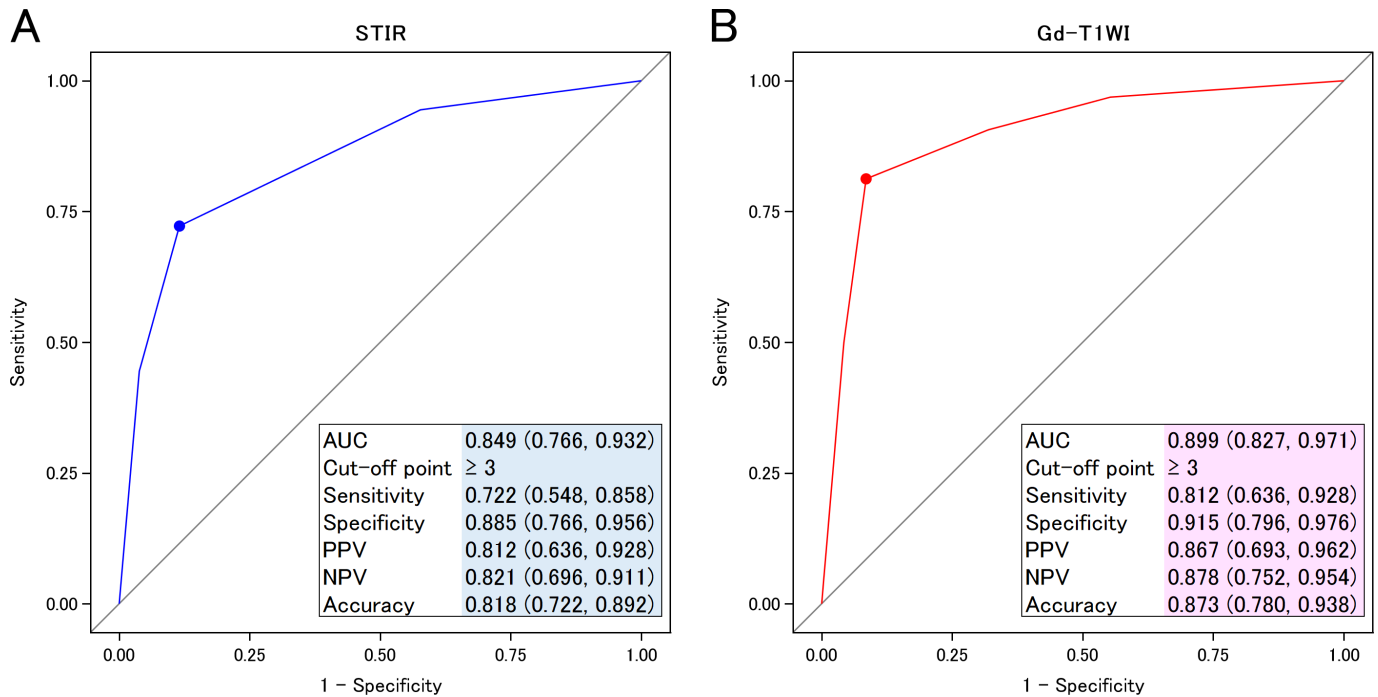 A
STIR
Sensitivity
1.00
0.75
0.50
0.25
0.00
AUC 0.849 (0.766, 0.932)
Cut-off point ≥ 3
Sensitivity 0.722 (0.548, 0.858)
Specificity 0.885 (0.766, 0.956)
PPV 0.812 (0.636, 0.928)
NPV 0.821 (0.696, 0.911)
Accuracy 0.818 (0.722, 0.892)
0.00 0.25 0.50 0.75 1.00
1 - Specificity
B
Gd-T1WI
Sensitivity
1.00
0.75
0.50
0.25
0.00
AUC 0.899 (0.827, 0.971)
Cut-off point ≥ 3
Sensitivity 0.812 (0.636, 0.928)
Specificity 0.915 (0.796, 0.976)
PPV 0.867 (0.693, 0.962)
NPV 0.878 (0.752, 0.954)
Accuracy 0.873 (0.780, 0.938)
0.00 0.25 0.50 0.75 1.00
1 - Specificity